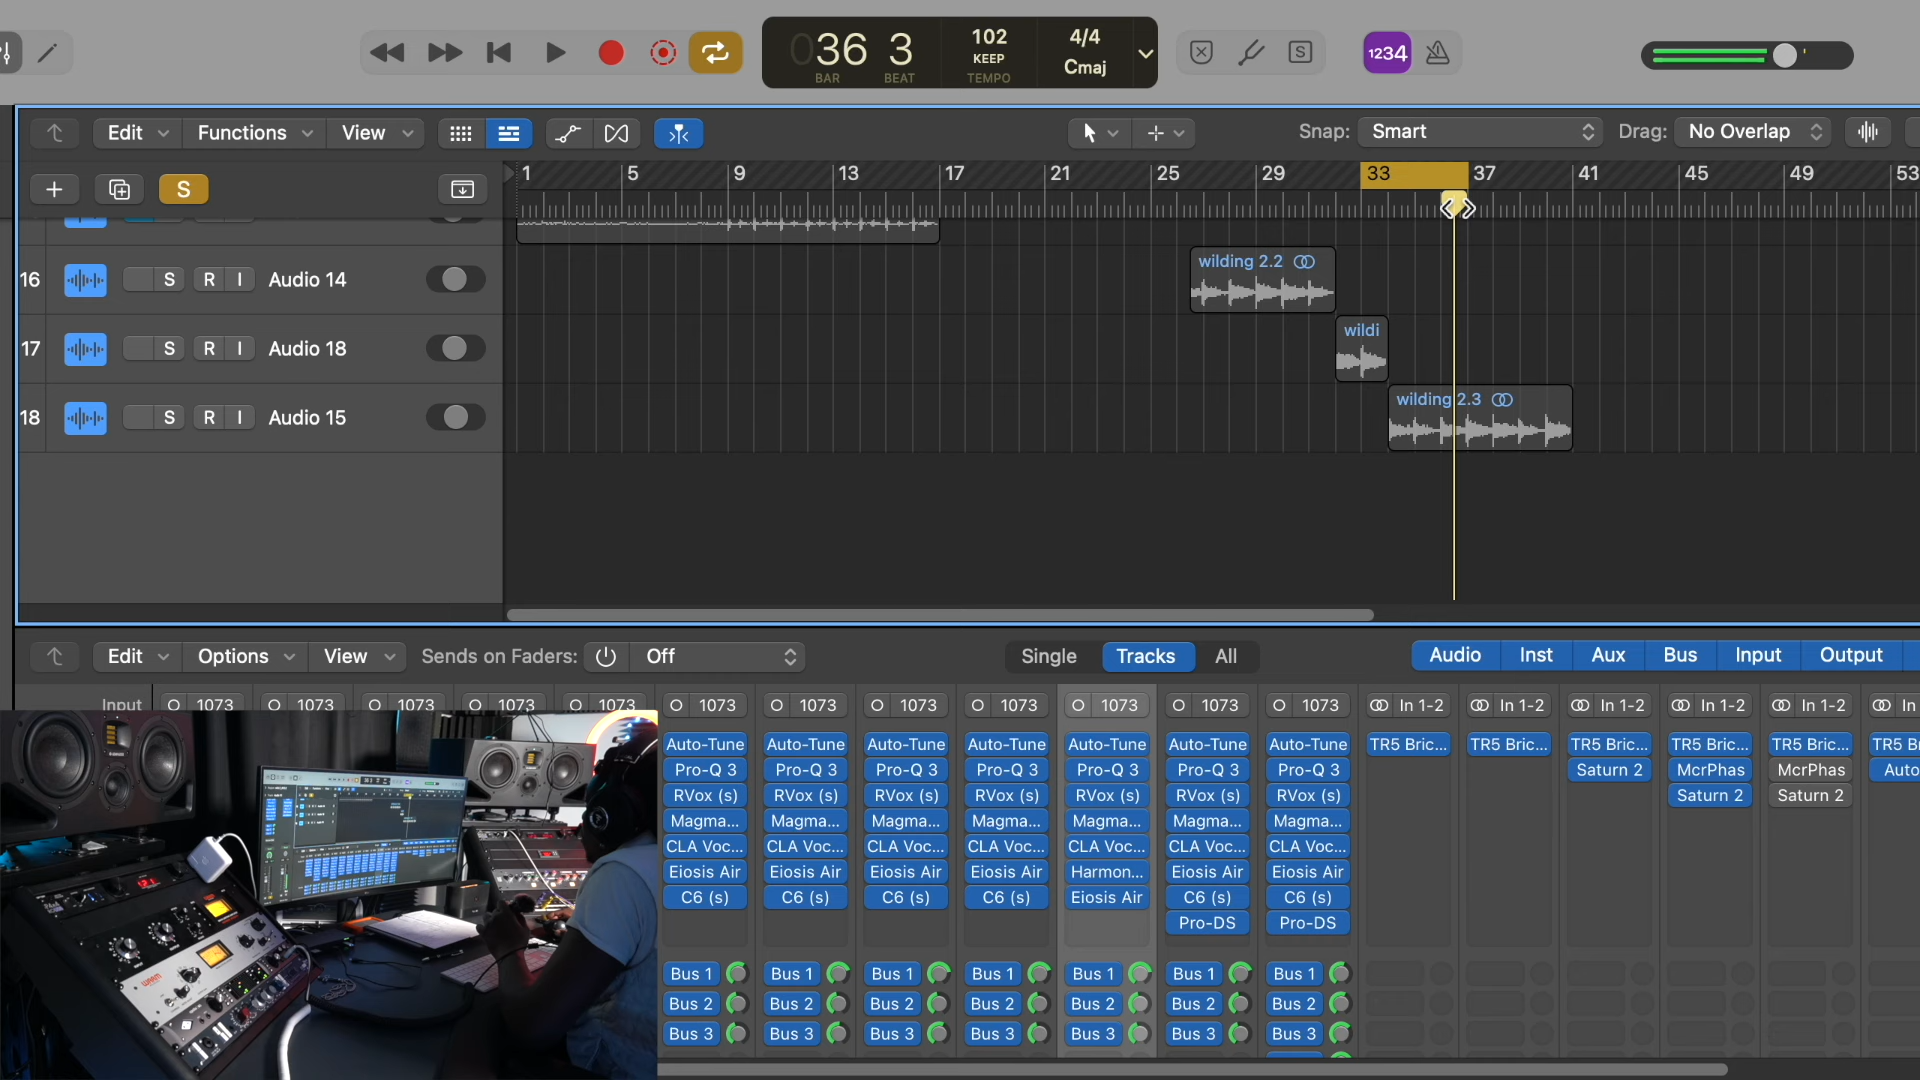 036 3 102 4/4
KEEP Cmaj
BAR BEAT TEMPO
1234
Edit Functions View Snap: Smart Drag: No Overlap
1 5 9 13 17 21 25 29 33 37 41 45 49 53
S
16 S R I Audio 14 wilding 2.2
17 S R I Audio 18 wildi
18 S R I Audio 15 wilding 2.3
Edit Options View Sends on Faders: Off Single Tracks All Audio Inst Aux Bus Input Output
Input 1073 1073 1073 1073 1073 1073 1073 1073 1073 1073 1073 1073 In 1-2 In 1-2 In 1-2 In 1-2 In 1-2 In
Auto-Tune Auto-Tune Auto-Tune Auto-Tune Auto-Tune Auto-Tune Auto-Tune TR5 Bric... TR5 Bric... TR5 Bric... TR5 Bric... TR5 Bric... TR5 B
Pro-Q 3 Pro-Q 3 Pro-Q 3 Pro-Q 3 Pro-Q 3 Pro-Q 3 Pro-Q 3 Saturn 2 McrPhas McrPhas Auto
RVox (s) RVox (s) RVox (s) RVox (s) RVox (s) RVox (s) RVox (s) Saturn 2 Saturn 2
Magma... Magma... Magma... Magma... Magma... Magma... Magma...
CLA Voc... CLA Voc... CLA Voc... CLA Voc... CLA Voc... CLA Voc... CLA Voc...
Eiosis Air Eiosis Air Eiosis Air Eiosis Air Harmon... Eiosis Air Eiosis Air
C6 (s) C6 (s) C6 (s) C6 (s) Eiosis Air C6 (s) C6 (s)
Pro-DS Pro-DS
Bus 1 Bus 1 Bus 1 Bus 1 Bus 1 Bus 1 Bus 1
Bus 2 Bus 2 Bus 2 Bus 2 Bus 2 Bus 2 Bus 2
Bus 3 Bus 3 Bus 3 Bus 3 Bus 3 Bus 3 Bus 3